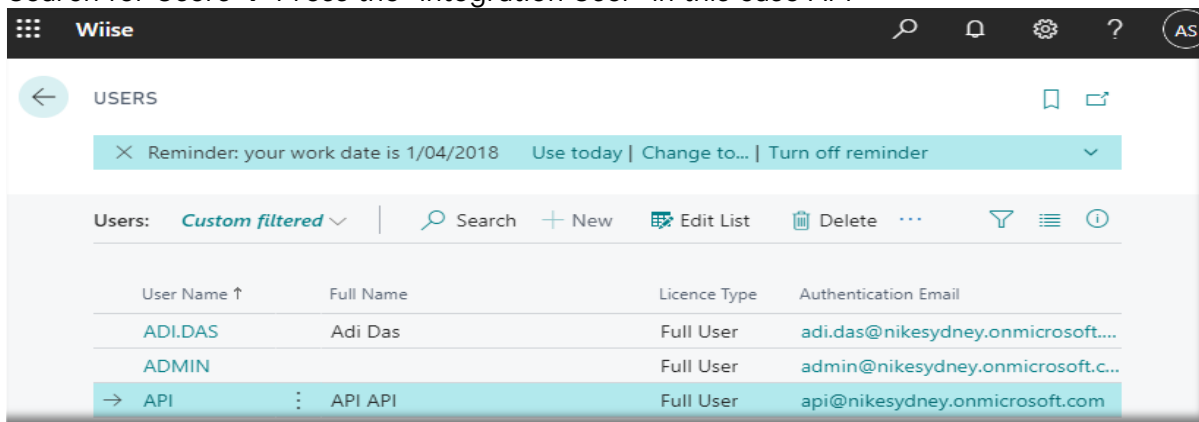 Wiise ? AS
USERS
Reminder: your work date is 1/04/2018 Use today | Change to... | Turn off reminder
Users: Custom filtered Search + New Edit List Delete ...
User Name ↑ Full Name Licence Type Authentication Email
ADI.DAS Adi Das Full User adi.das@nikesydney.onmicrosoft....
ADMIN Full User admin@nikesydney.onmicrosoft.c...
→ API API API Full User api@nikesydney.onmicrosoft.com